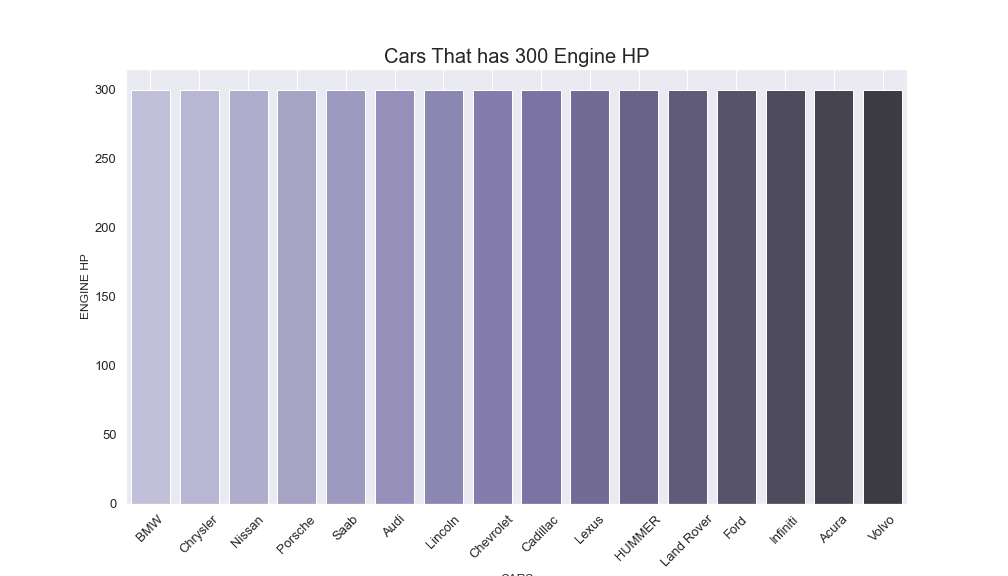 Cars That has 300 Engine HP
300
250
200
150
100
50
0
ENGINE HP
BMW
Chrysler
Nissan
Porsche
Saab
Audi
Lincoln
Chevrolet
Cadillac
Lexus
HUMMER
Land Rover
Ford
Infiniti
Acura
Volvo
CARS